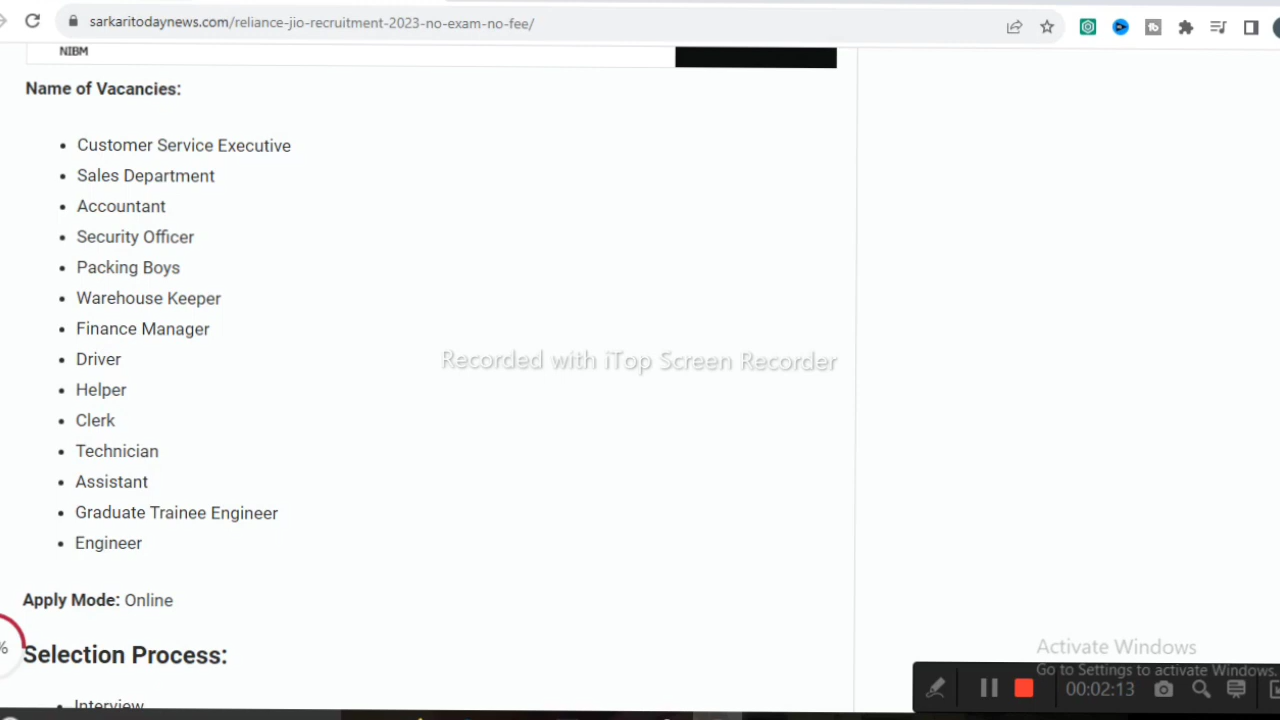 sarkaritodaynews.com/reliance-jio-recruitment-2023-no-exam-no-fee/
NIBM
Name of Vacancies:
Customer Service Executive
Sales Department
Accountant
Security Officer
Packing Boys
Warehouse Keeper
Finance Manager
Recorded with iTop Screen Recorder
Driver
Helper
Clerk
Technician
Assistant
Graduate Trainee Engineer
Engineer
Apply Mode: Online
%
Selection Process:
Activate Windows
Go to Settings to activate Windows.
00:02:13
Interview